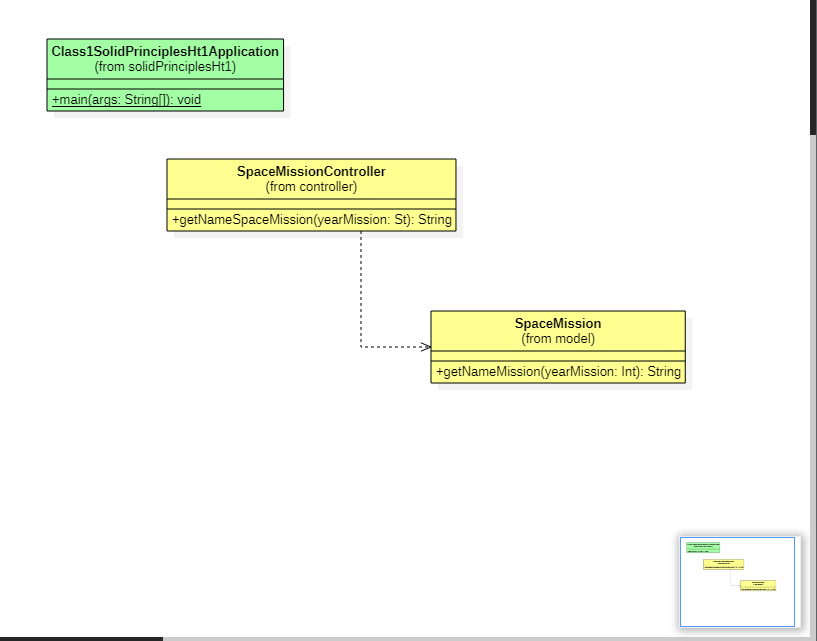 Class1SolidPrinciplesHt1Application
(from solidPrinciplesHt1)
+main(args: String[]): void
SpaceMissionController
(from controller)
+getNameSpaceMission(yearMission: St): String
SpaceMission
(from model)
+getNameMission(yearMission: Int): String